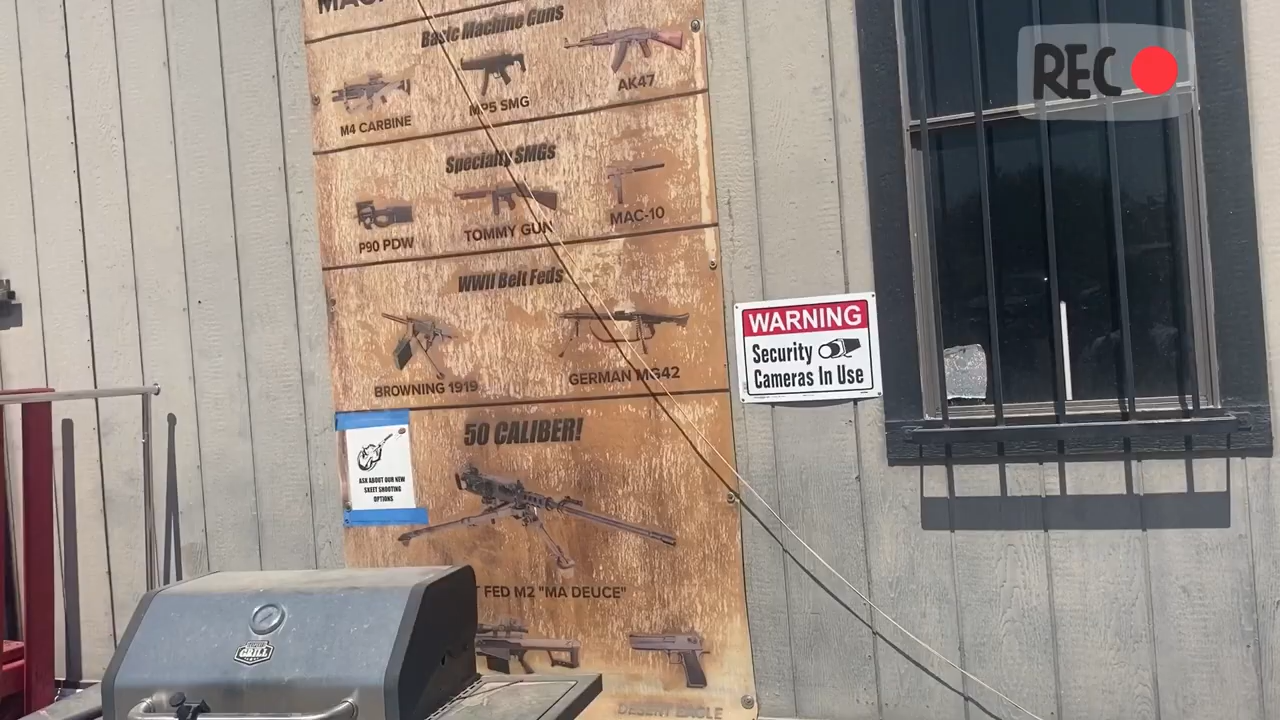 Basic Machine Guns
M4 CARBINE
MP5 SMG
AK47
Specialty SMGs
P90 PDW
TOMMY GUN
MAC-10
WWII Belt Feds
BROWNING 1919
GERMAN MG42
50 CALIBER!
FED M2 "MA DEUCE"
DESERT EAGLE
ASK ABOUT OUR NEW
SKEET SHOOTING
OPTIONS
WARNING
Security
Cameras In Use
REC
GRILL